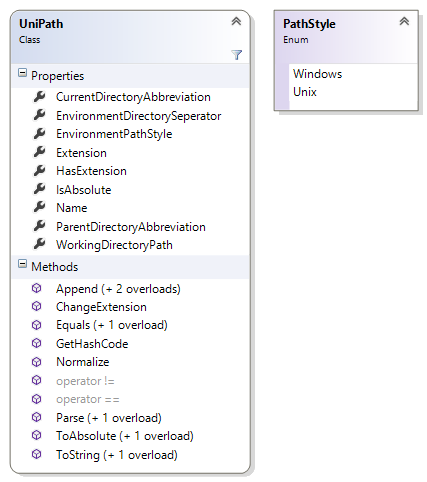 UniPath
Class
Properties
CurrentDirectoryAbbreviation
EnvironmentDirectorySeperator
EnvironmentPathStyle
Extension
HasExtension
IsAbsolute
Name
ParentDirectoryAbbreviation
WorkingDirectoryPath
Methods
Append (+ 2 overloads)
ChangeExtension
Equals (+ 1 overload)
GetHashCode
Normalize
operator !=
operator ==
Parse (+ 1 overload)
ToAbsolute (+ 1 overload)
ToString (+ 1 overload)
PathStyle
Enum
Windows
Unix